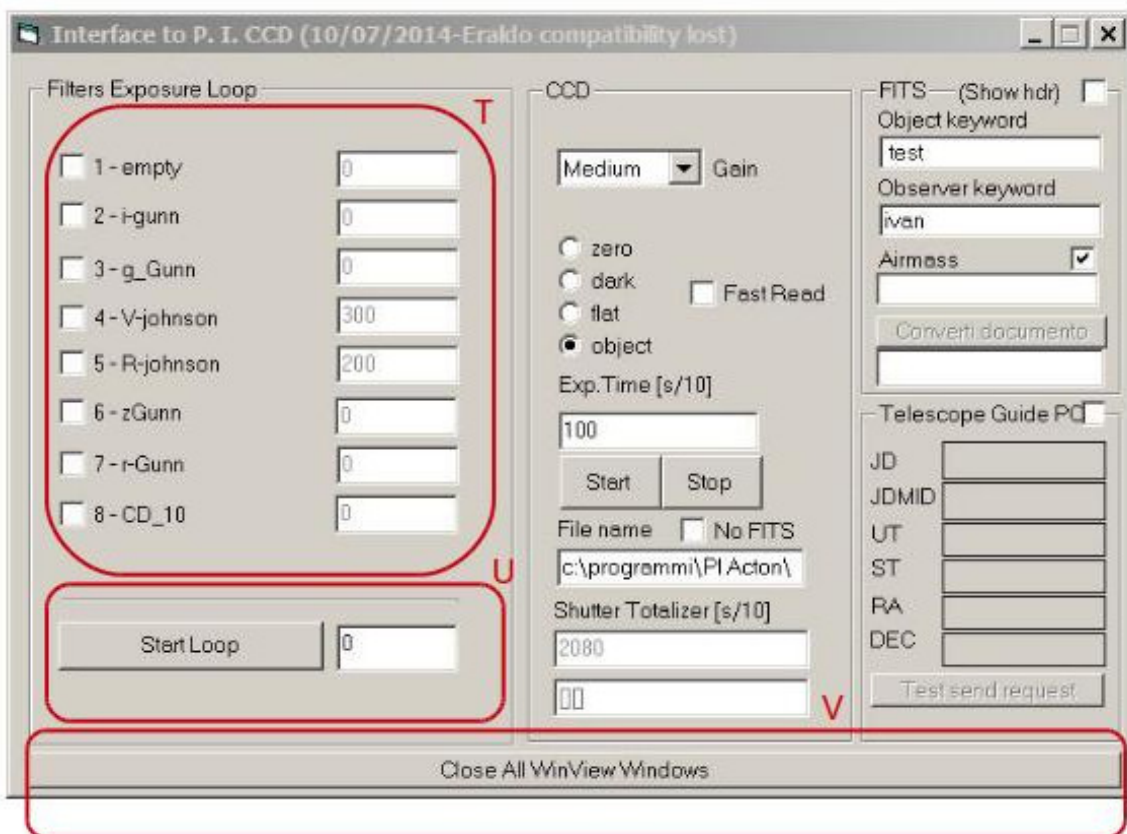 Interface to P. I. CCD (10/07/2014-Eraldo compatibility lost)
Filters Exposure Loop
T
1 - empty 0
2 - i-gunn 0
3 - g_Gunn 0
4 - V-johnson 300
5 - R-johnson 200
6 - zGunn 0
7 - r-Gunn 0
8 - CD_10 0
U
Start Loop 0
CCD
Medium Gain
zero
dark
flat
object
Fast Read
Exp.Time [s/10]
100
Start Stop
File name No FITS
c:\programmi\PI Acton\
Shutter Totalizer [s/10]
2080
V
FITS (Show hdr)
Object keyword
test
Observer keyword
ivan
Airmass
Converti documento
Telescope Guide PC
JD
JDMID
UT
ST
RA
DEC
Test send request
Close All WinView Windows